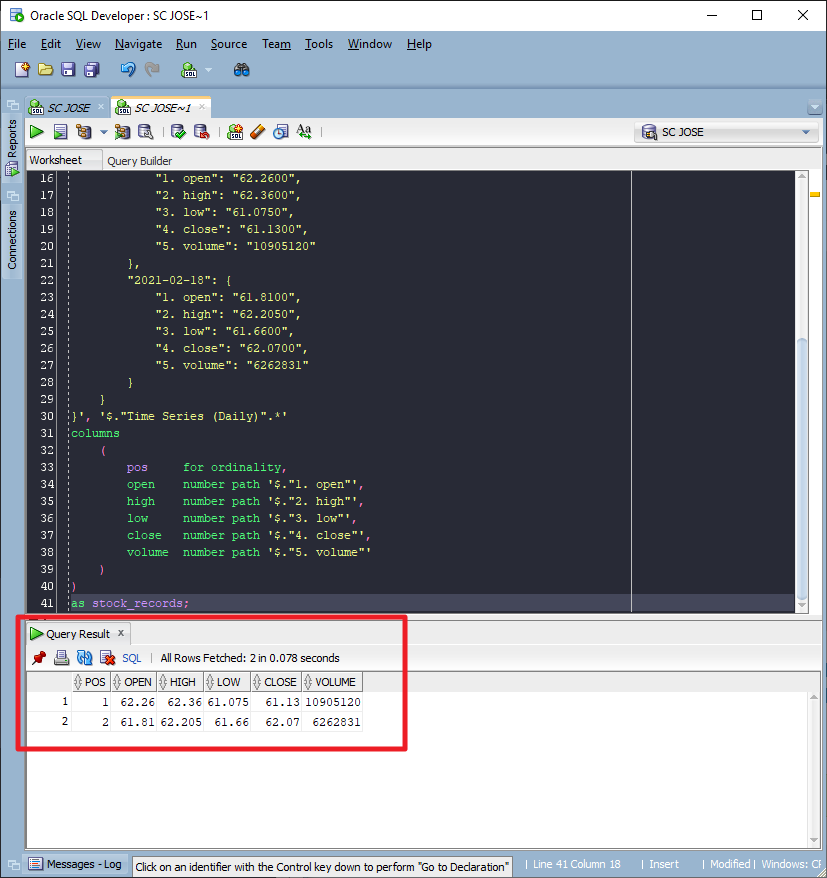 Oracle SQL Developer : SC JOSE~1
File Edit View Navigate Run Source Team Tools Window Help
SC JOSE SC JOSE~1
SC JOSE
Reports
Connections
Worksheet Query Builder
16 "1. open": "62.2600",
17 "2. high": "62.3600",
18 "3. low": "61.0750",
19 "4. close": "61.1300",
20 "5. volume": "10905120"
21 },
22 "2021-02-18": {
23 "1. open": "61.8100",
24 "2. high": "62.2050",
25 "3. low": "61.6600",
26 "4. close": "62.0700",
27 "5. volume": "6262831"
28 }
29 }
30 }', '$."Time Series (Daily)".*'
31 columns
32 (
33 pos for ordinality,
34 open number path '$."1. open"',
35 high number path '$."2. high"',
36 low number path '$."3. low"',
37 close number path '$."4. close"',
38 volume number path '$."5. volume"'
39 )
40 )
41 as stock_records;
Query Result x
SQL | All Rows Fetched: 2 in 0.078 seconds
POS OPEN HIGH LOW CLOSE VOLUME
1 1 62.26 62.36 61.075 61.13 10905120
2 2 61.81 62.205 61.66 62.07 6262831
Messages - Log Click on an identifier with the Control key down to perform "Go to Declaration" | Line 41 Column 18 | Insert | Modified | Windows: CF